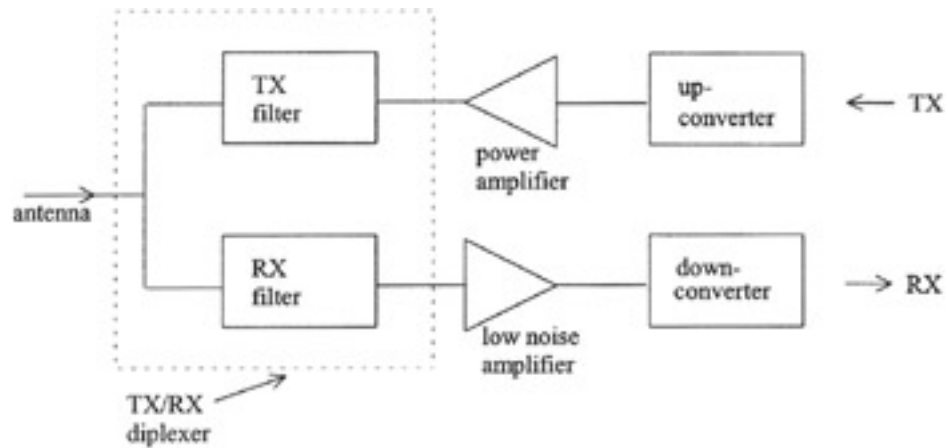 TX
filter
power
amplifier
up-
converter
TX
antenna
RX
filter
low noise
amplifier
down-
converter
RX
TX/RX
diplexer